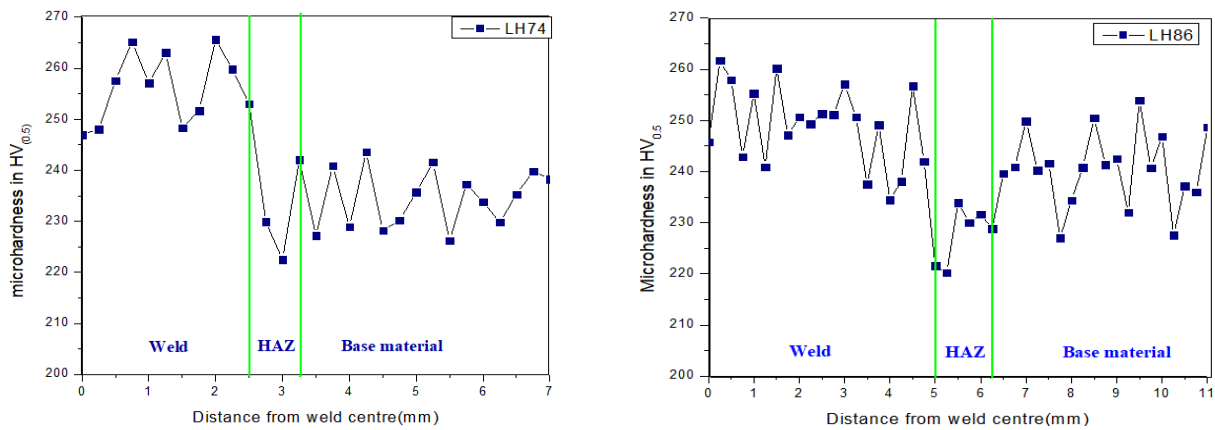 270
260
250
240
230
220
210
200
microhardness in HV(0.5)
LH74
Weld
HAZ
Base material
0 1 2 3 4 5 6 7
Distance from weld centre(mm)
270
260
250
240
230
220
210
200
Microhardness in HV0.5
LH86
Weld
HAZ
Base material
0 1 2 3 4 5 6 7 8 9 10 11
Distance from weld centre(mm)